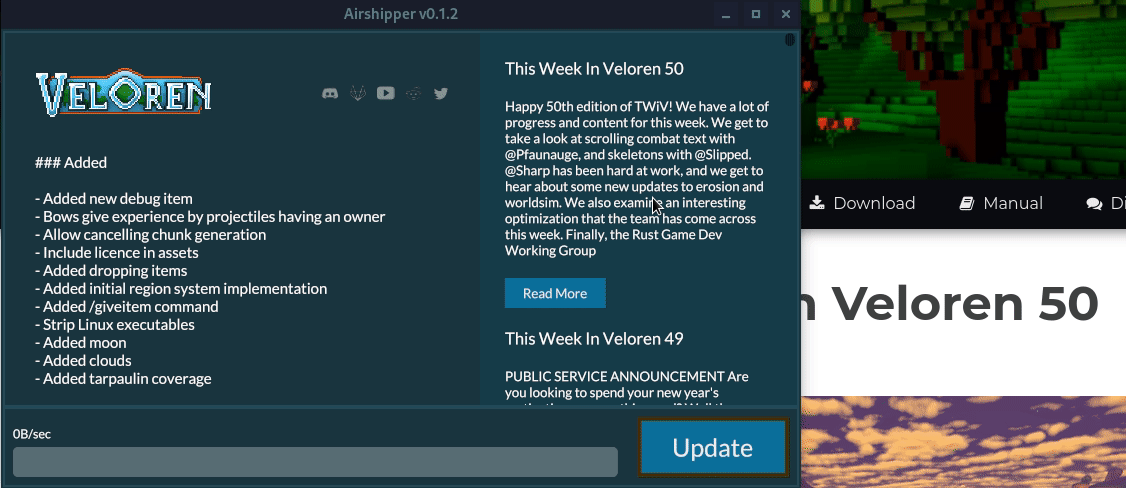 Airshipper v0.1.2
VELOREN
### Added
- Added new debug item
- Bows give experience by projectiles having an owner
- Allow cancelling chunk generation
- Include licence in assets
- Added dropping items
- Added initial region system implementation
- Added /giveitem command
- Strip Linux executables
- Added moon
- Added clouds
- Added tarpaulin coverage
This Week In Veloren 50
Happy 50th edition of TWiV! We have a lot of
progress and content for this week. We get to
take a look at scrolling combat text with
@Pfaunauge, and skeletons with @Slipped.
@Sharp has been hard at work, and we get to
hear about some new updates to erosion and
worldsim. We also examine an interesting
optimization that the team has come across
this week. Finally, the Rust Game Dev
Working Group
Read More
This Week In Veloren 49
PUBLIC SERVICE ANNOUNCEMENT Are
you looking to spend your new year's
0B/sec
Update
Download
Manual
Di
n Veloren 50